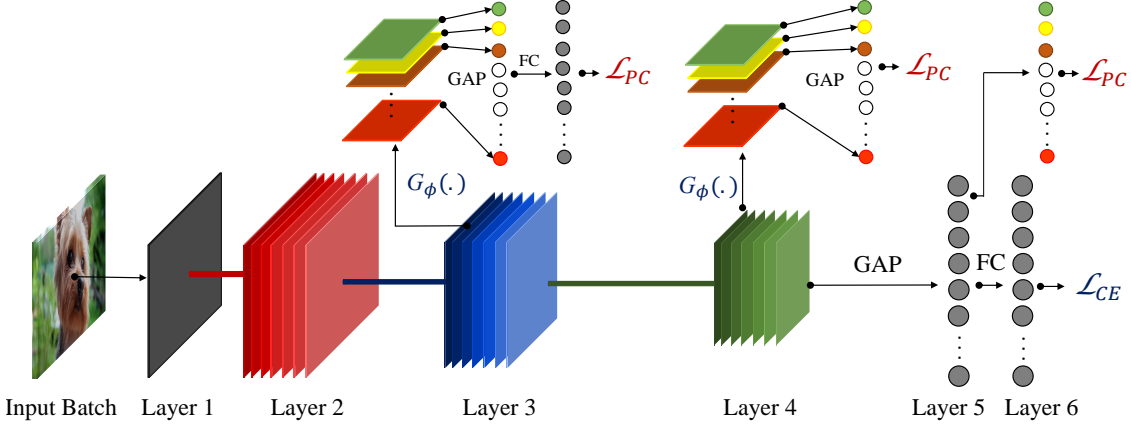 GAP
FC
ℒ_PC
GAP
ℒ_PC
ℒ_PC
G_ϕ(.)
G_ϕ(.)
GAP
FC
ℒ_CE
Input Batch
Layer 1
Layer 2
Layer 3
Layer 4
Layer 5
Layer 6